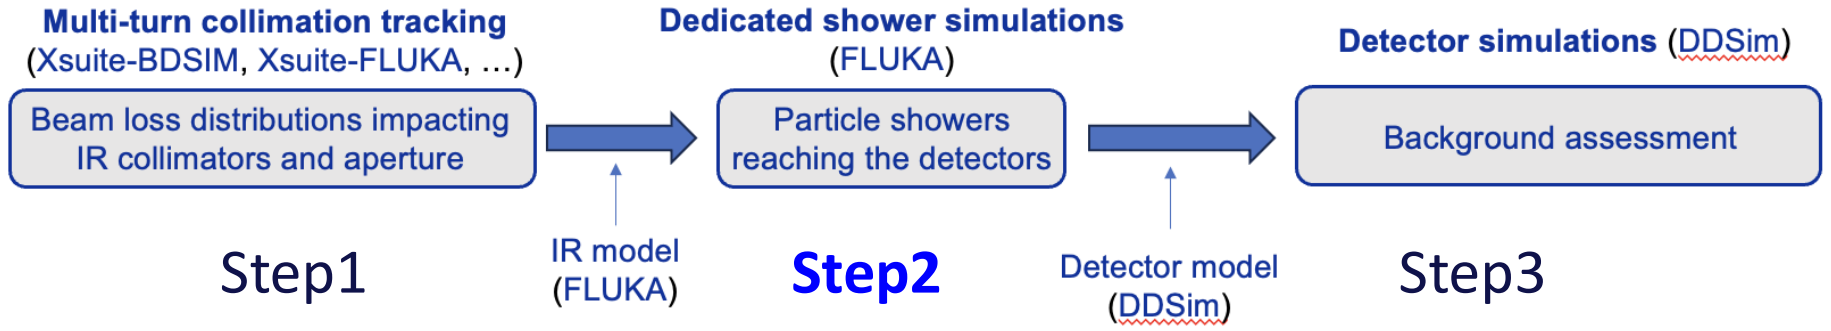 Multi-turn collimation tracking
(Xsuite-BDSIM, Xsuite-FLUKA, ...)
Beam loss distributions impacting
IR collimators and aperture
Step1
IR model
(FLUKA)
Dedicated shower simulations
(FLUKA)
Particle showers
reaching the detectors
Step2
Detector model
(DDSim)
Detector simulations (DDSim)
Background assessment
Step3